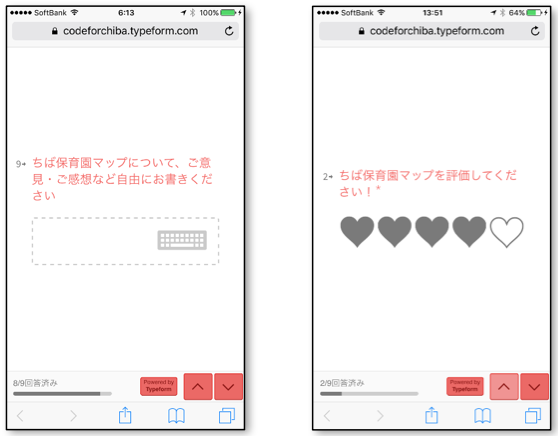 SoftBank 6:13 100%
codeforchiba.typeform.com
9→ ちば保育園マップについて、ご意
見・ご感想など自由にお書きくだ
さい
8/9回答済み
Powered by
Typeform
SoftBank 13:51 64%
codeforchiba.typeform.com
2→ ちば保育園マップを評価してくだ
さい！*
2/9回答済み
Powered by
Typeform